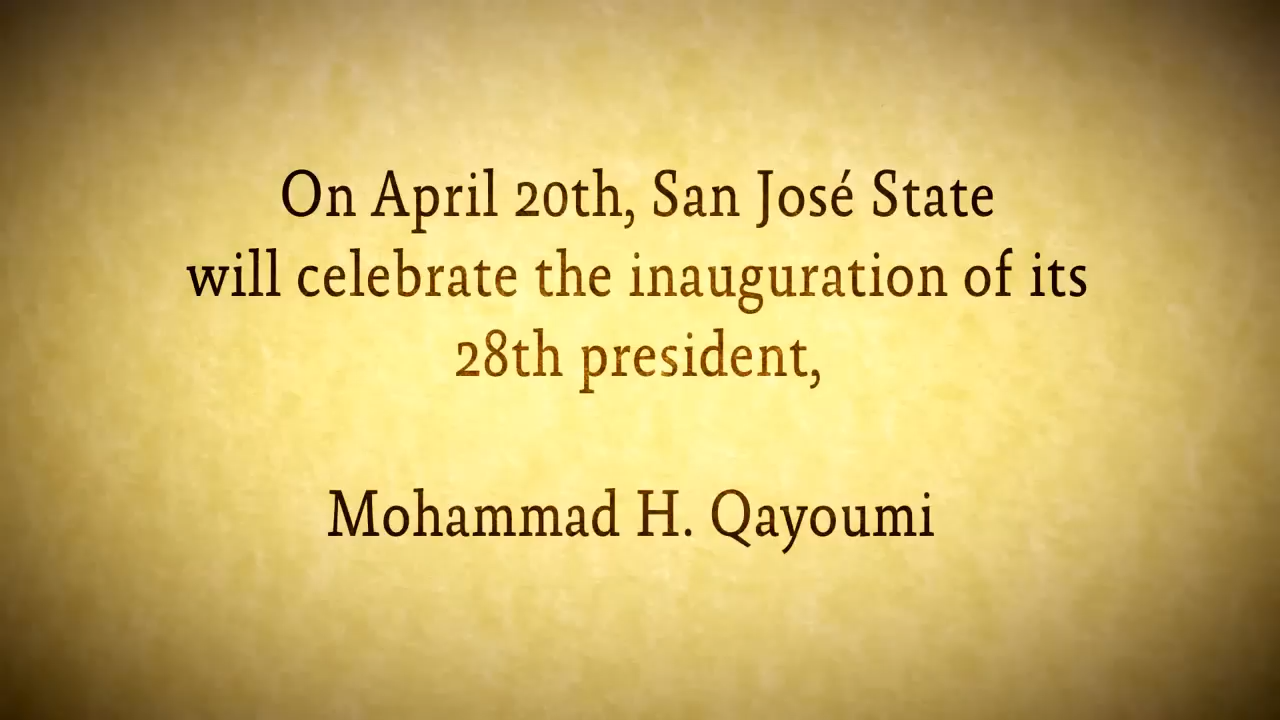 On April 20th, San José State
will celebrate the inauguration of its
28th president,
Mohammad H. Qayoumi